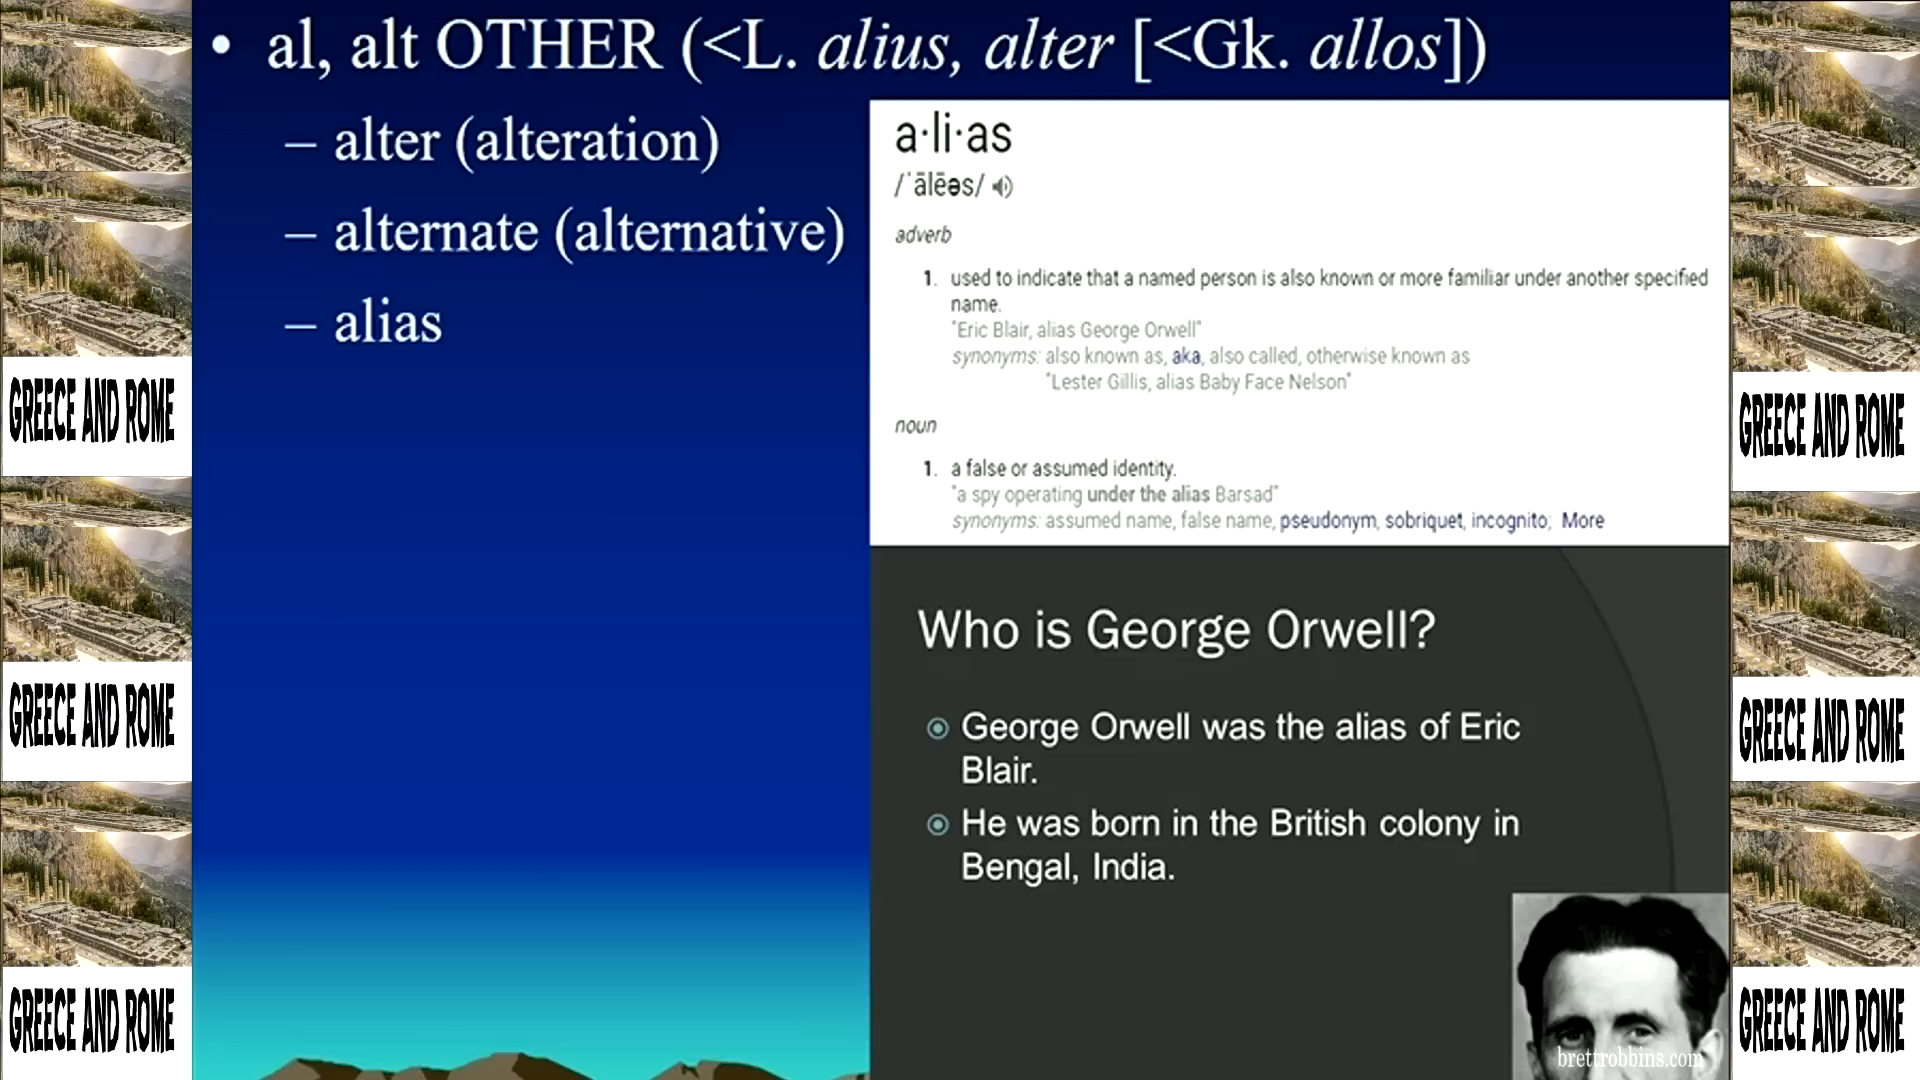 • al, alt OTHER (<L. alius, alter [<Gk. allos])
– alter (alteration)
– alternate (alternative)
– alias
a·li·as
/ˈālēəs/
adverb
1. used to indicate that a named person is also known or more familiar under another specified
name.
"Eric Blair, alias George Orwell"
synonyms: also known as, aka, also called, otherwise known as
"Lester Gillis, alias Baby Face Nelson"
noun
1. a false or assumed identity.
"a spy operating under the alias Barsad"
synonyms: assumed name, false name, pseudonym, sobriquet, incognito; More
Who is George Orwell?
George Orwell was the alias of Eric
Blair.
He was born in the British colony in
Bengal, India.
brettrobbins.com
GREECE AND ROME
GREECE AND ROME
GREECE AND ROME
GREECE AND ROME
GREECE AND ROME
GREECE AND ROME